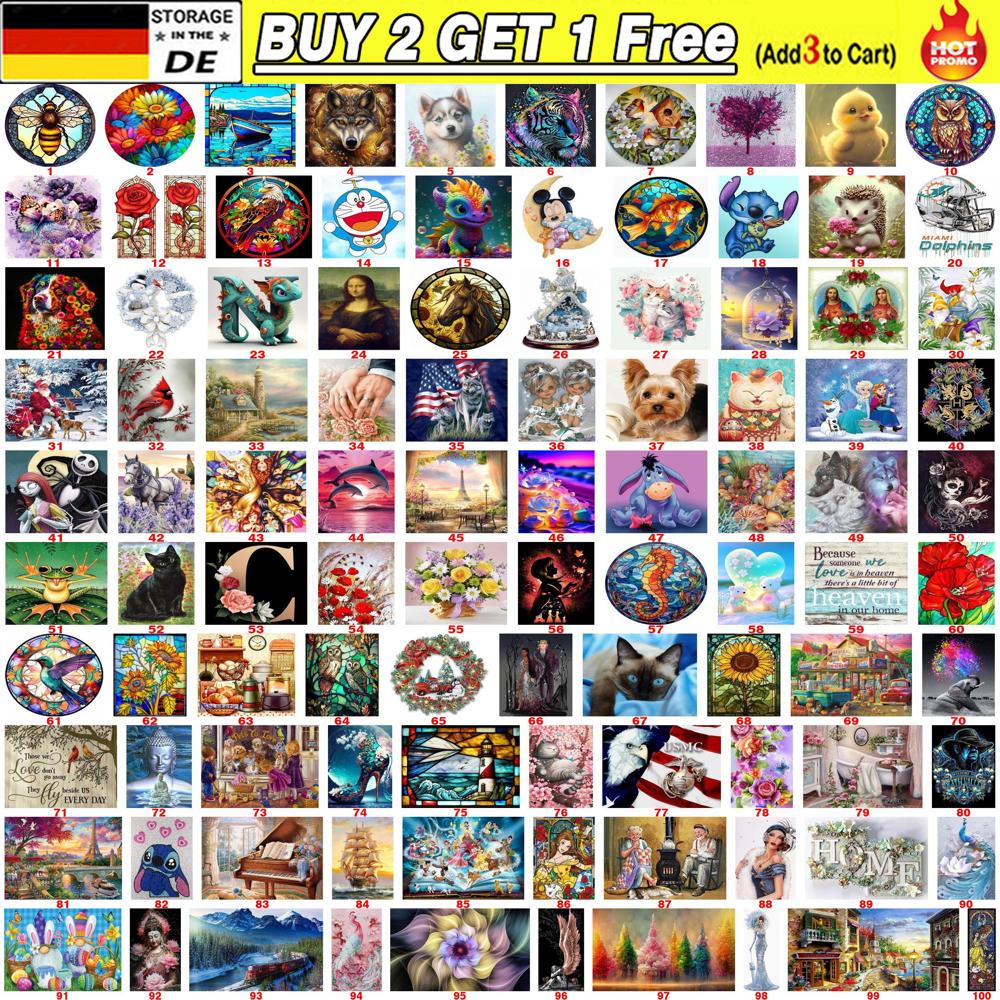 STORAGE
IN THE
DE
BUY 2 GET 1 Free
(Add 3 to Cart)
HOT
PROMO
1 2 3 4 5 6 7 8 9 10
MIAMI
Dolphins
11 12 13 14 15 16 17 18 19 20
21 22 23 24 25 26 27 28 29 30
HOGWARTS
31 32 33 34 35 36 37 38 39 40
41 42 43 44 45 46 47 48 49 50
Because
someone we
love is in heaven
there's a little bit of
heaven
in our home
51 52 53 54 55 56 57 58 59 60
61 62 63 64 65 66 67 68 69 70
Those we
Love don't
go away
They fly beside US
EVERY DAY
USMC
71 72 73 74 75 76 77 78 79 80
HOME
81 82 83 84 85 86 87 88 89 90
91 92 93 94 95 96 97 98 99 100